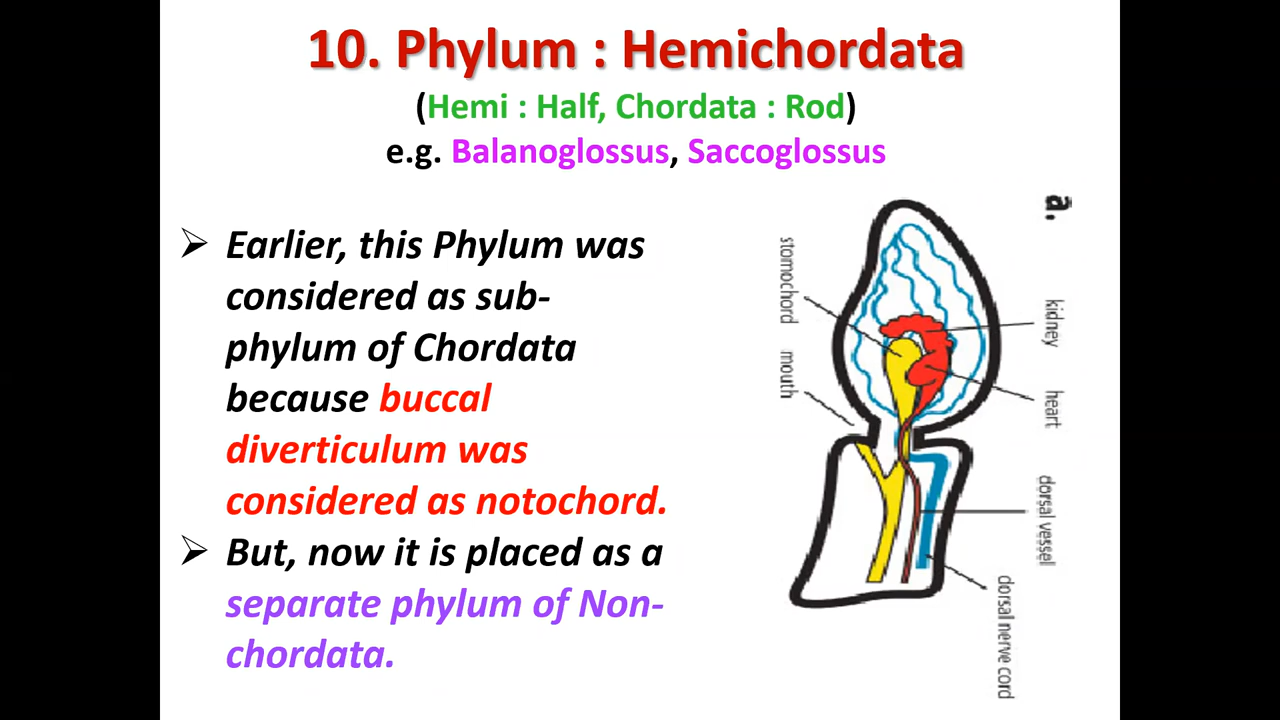 10. Phylum : Hemichordata
(Hemi : Half, Chordata : Rod)
e.g. Balanoglossus, Saccoglossus
➢ Earlier, this Phylum was
considered as sub-
phylum of Chordata
because buccal
diverticulum was
considered as notochord.
➢ But, now it is placed as a
separate phylum of Non-
chordata.
a.
stomochord
mouth
kidney
heart
dorsal vessel
dorsal nerve cord